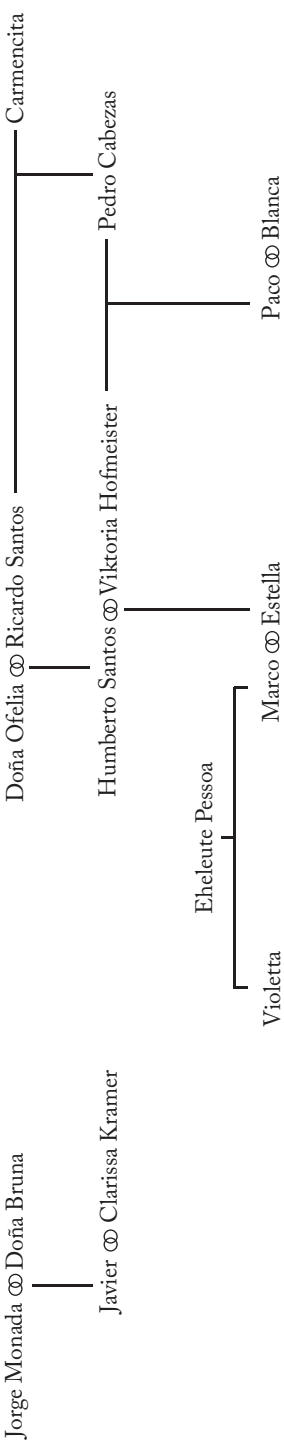 Jorge Monada ⚭ Doña Bruna
Doña Ofelia ⚭ Ricardo Santos
Carmencita
Javier ⚭ Clarissa Kramer
Humberto Santos ⚭ Viktoria Hofmeister
Pedro Cabezas
Eheleute Pessoa
Violetta
Marco ⚭ Estella
Paco ⚭ Blanca